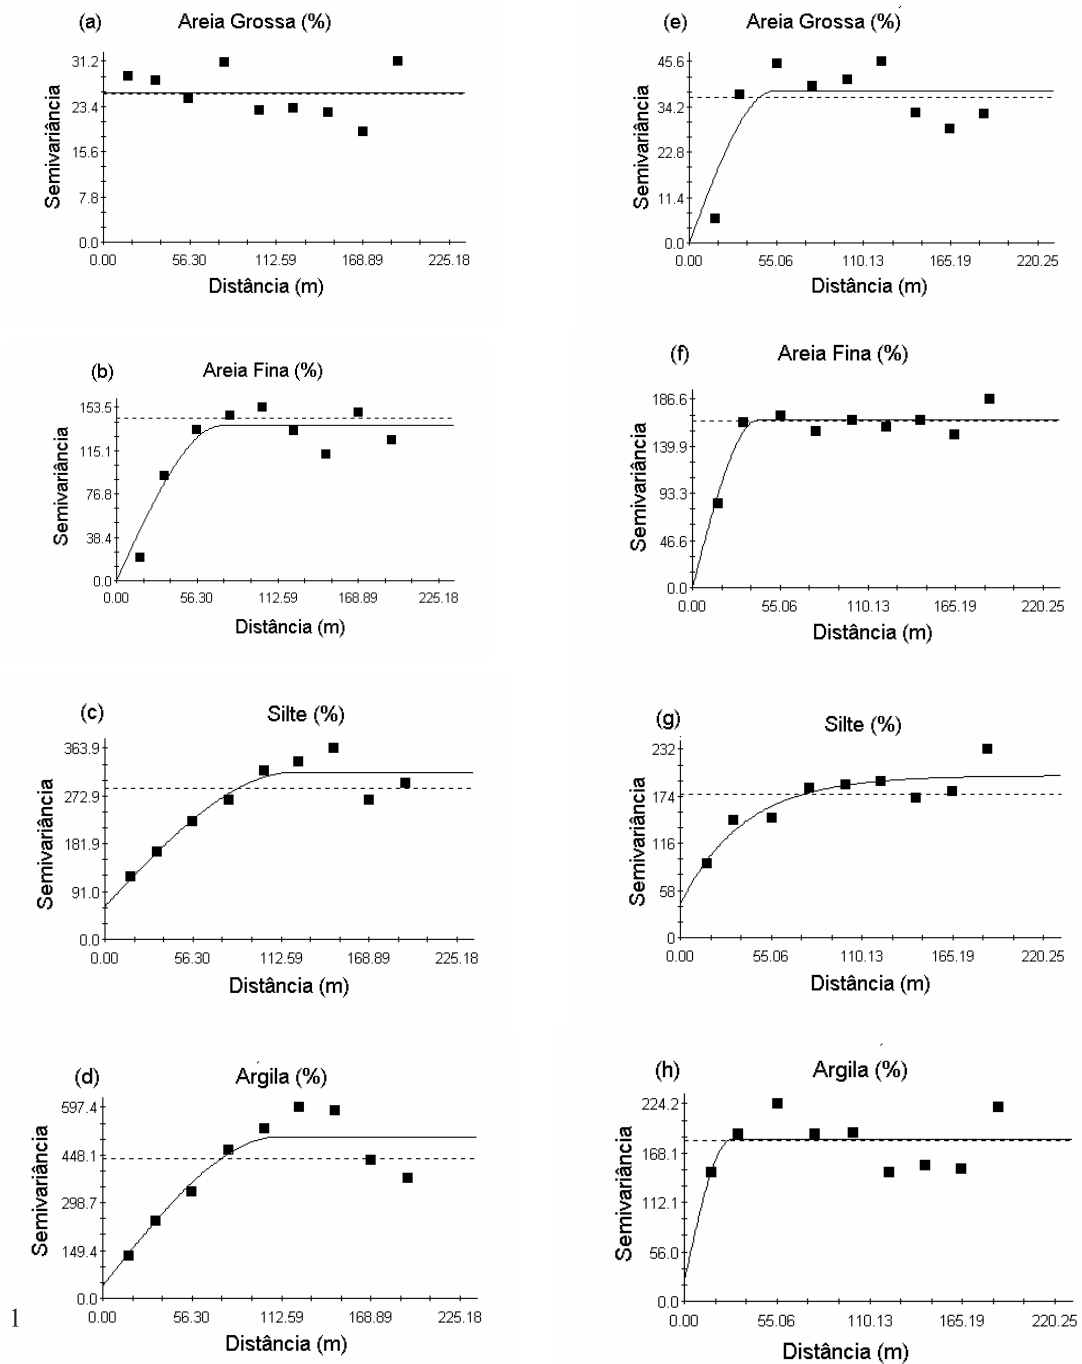 (a) Areia Grossa (%)
31.2
23.4
15.6
7.8
0.0
Semivariância
0.00 56.30 112.59 168.89 225.18
Distância (m)
(e) Areia Grossa (%)
45.6
34.2
22.8
11.4
0.0
Semivariância
0.00 55.06 110.13 165.19 220.25
Distância (m)
(b) Areia Fina (%)
153.5
115.1
76.8
38.4
0.0
Semivariância
0.00 56.30 112.59 168.89 225.18
Distância (m)
(f) Areia Fina (%)
186.6
139.9
93.3
46.6
0.0
Semivariância
0.00 55.06 110.13 165.19 220.25
Distância (m)
(c) Silte (%)
363.9
272.9
181.9
91.0
0.0
Semivariância
0.00 56.30 112.59 168.89 225.18
Distância (m)
(g) Silte (%)
232
174
116
58
0
Semivariância
0.00 55.06 110.13 165.19 220.25
Distância (m)
(d) Argila (%)
597.4
448.1
298.7
149.4
0.0
Semivariância
0.00 56.30 112.59 168.89 225.18
Distância (m)
(h) Argila (%)
224.2
168.1
112.1
56.0
0.0
Semivariância
0.00 55.06 110.13 165.19 220.25
Distância (m)
1